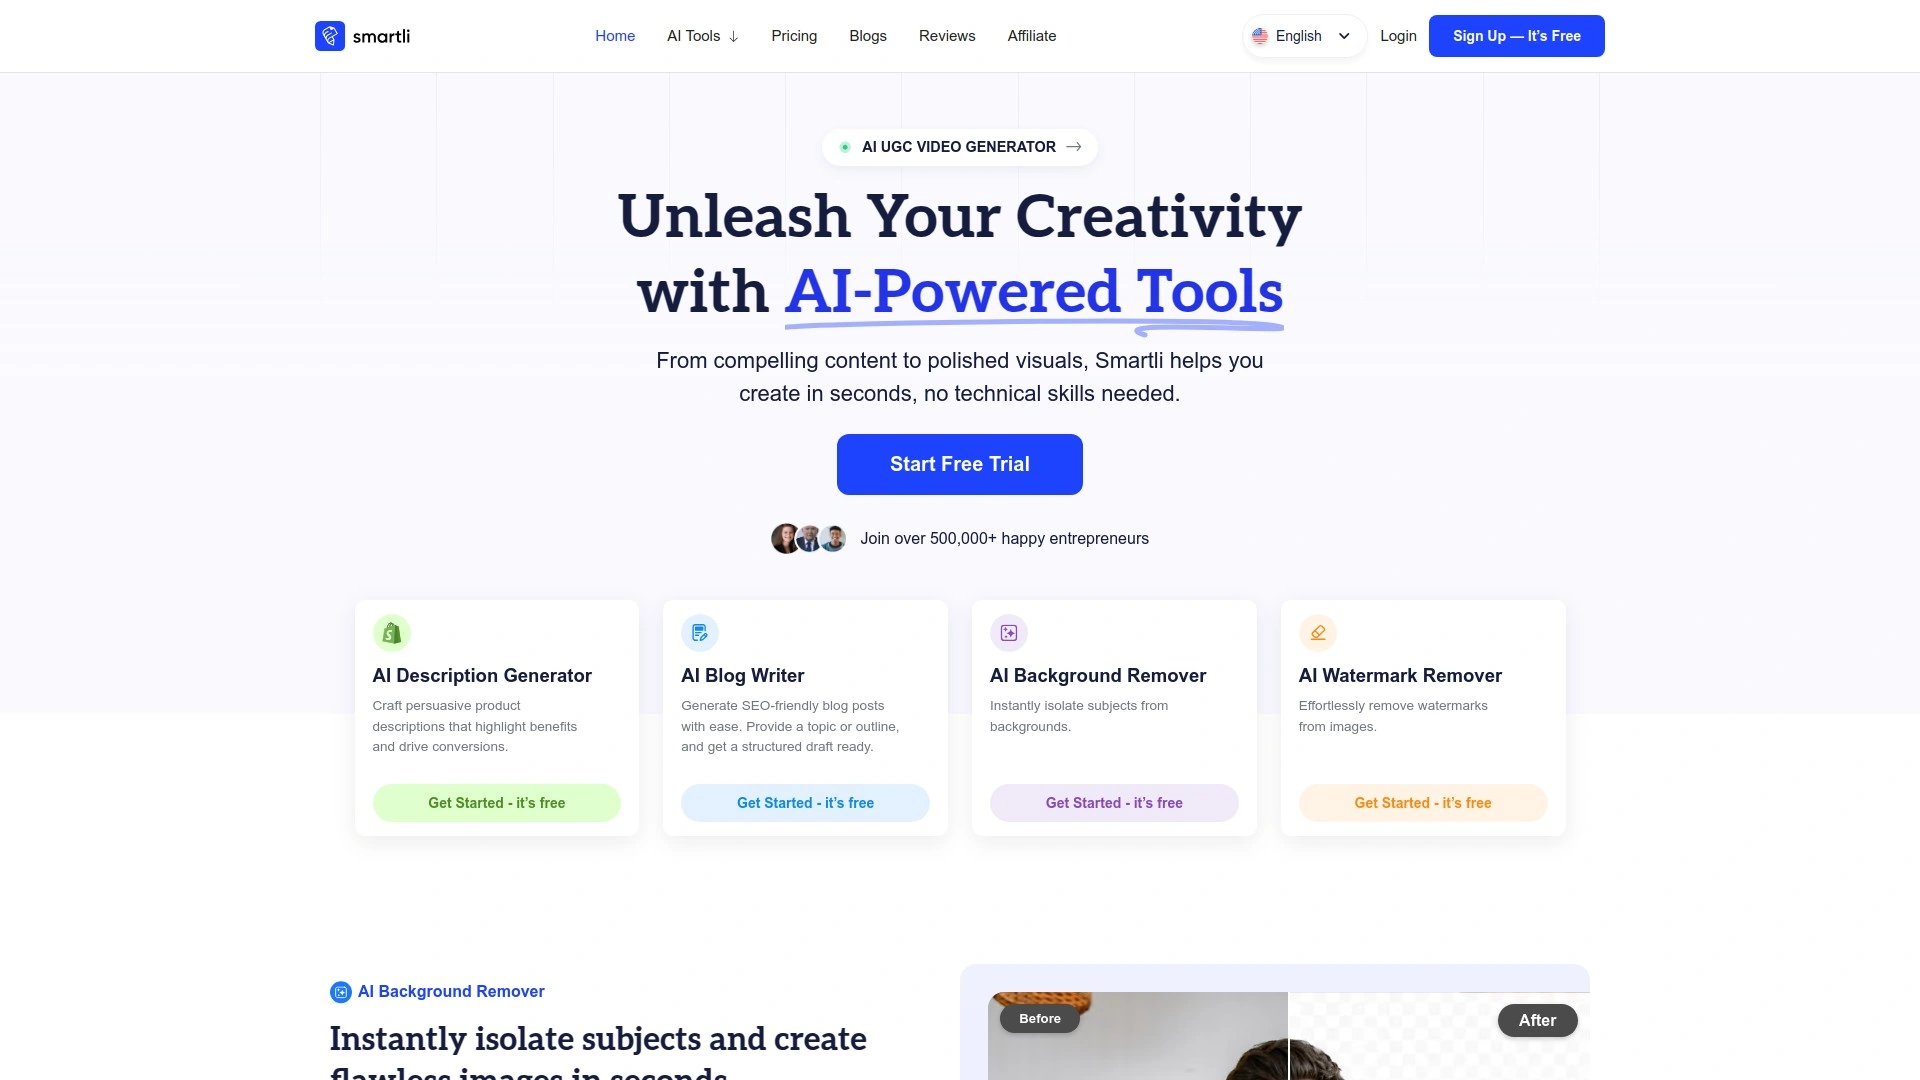 smartli
Home
AI Tools
Pricing
Blogs
Reviews
Affiliate
English
Login
Sign Up — It’s Free
AI UGC VIDEO GENERATOR
Unleash Your Creativity
with AI-Powered Tools
From compelling content to polished visuals, Smartli helps you
create in seconds, no technical skills needed.
Start Free Trial
Join over 500,000+ happy entrepreneurs
AI Description Generator
Craft persuasive product
descriptions that highlight benefits
and drive conversions.
Get Started - it’s free
AI Blog Writer
Generate SEO-friendly blog posts
with ease. Provide a topic or outline,
and get a structured draft ready.
Get Started - it’s free
AI Background Remover
Instantly isolate subjects from
backgrounds.
Get Started - it’s free
AI Watermark Remover
Effortlessly remove watermarks
from images.
Get Started - it’s free
AI Background Remover
Instantly isolate subjects and create
flawless images in seconds
Before
After